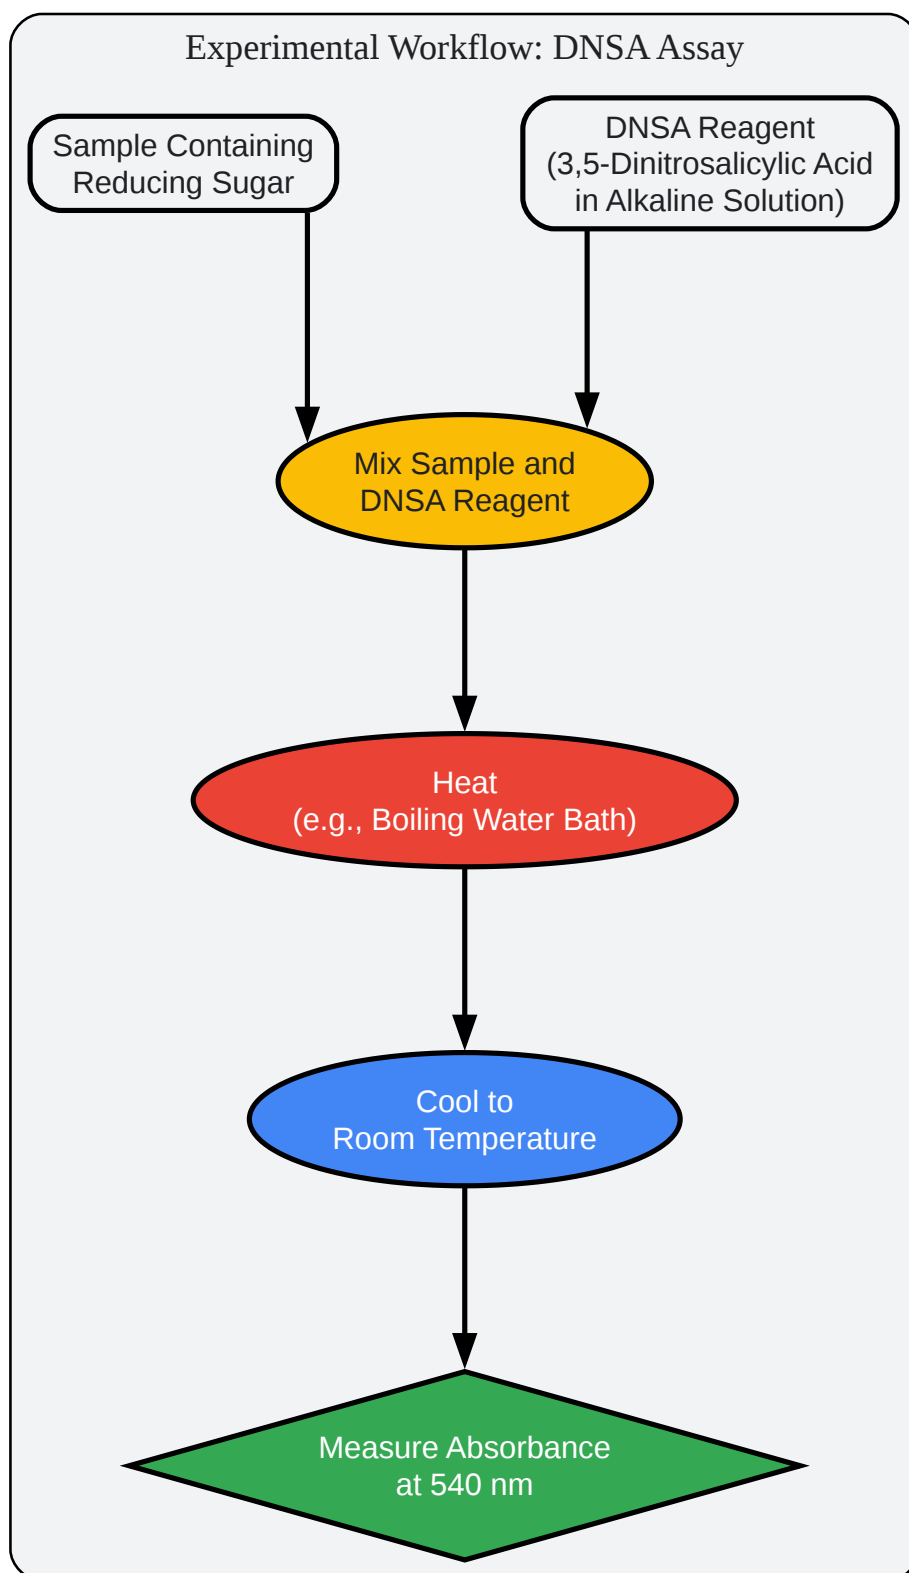 Experimental Workflow: DNSA Assay
Sample Containing
Reducing Sugar
DNSA Reagent
(3,5-Dinitrosalicylic Acid
in Alkaline Solution)
Mix Sample and
DNSA Reagent
Heat
(e.g., Boiling Water Bath)
Cool to
Room Temperature
Measure Absorbance
at 540 nm